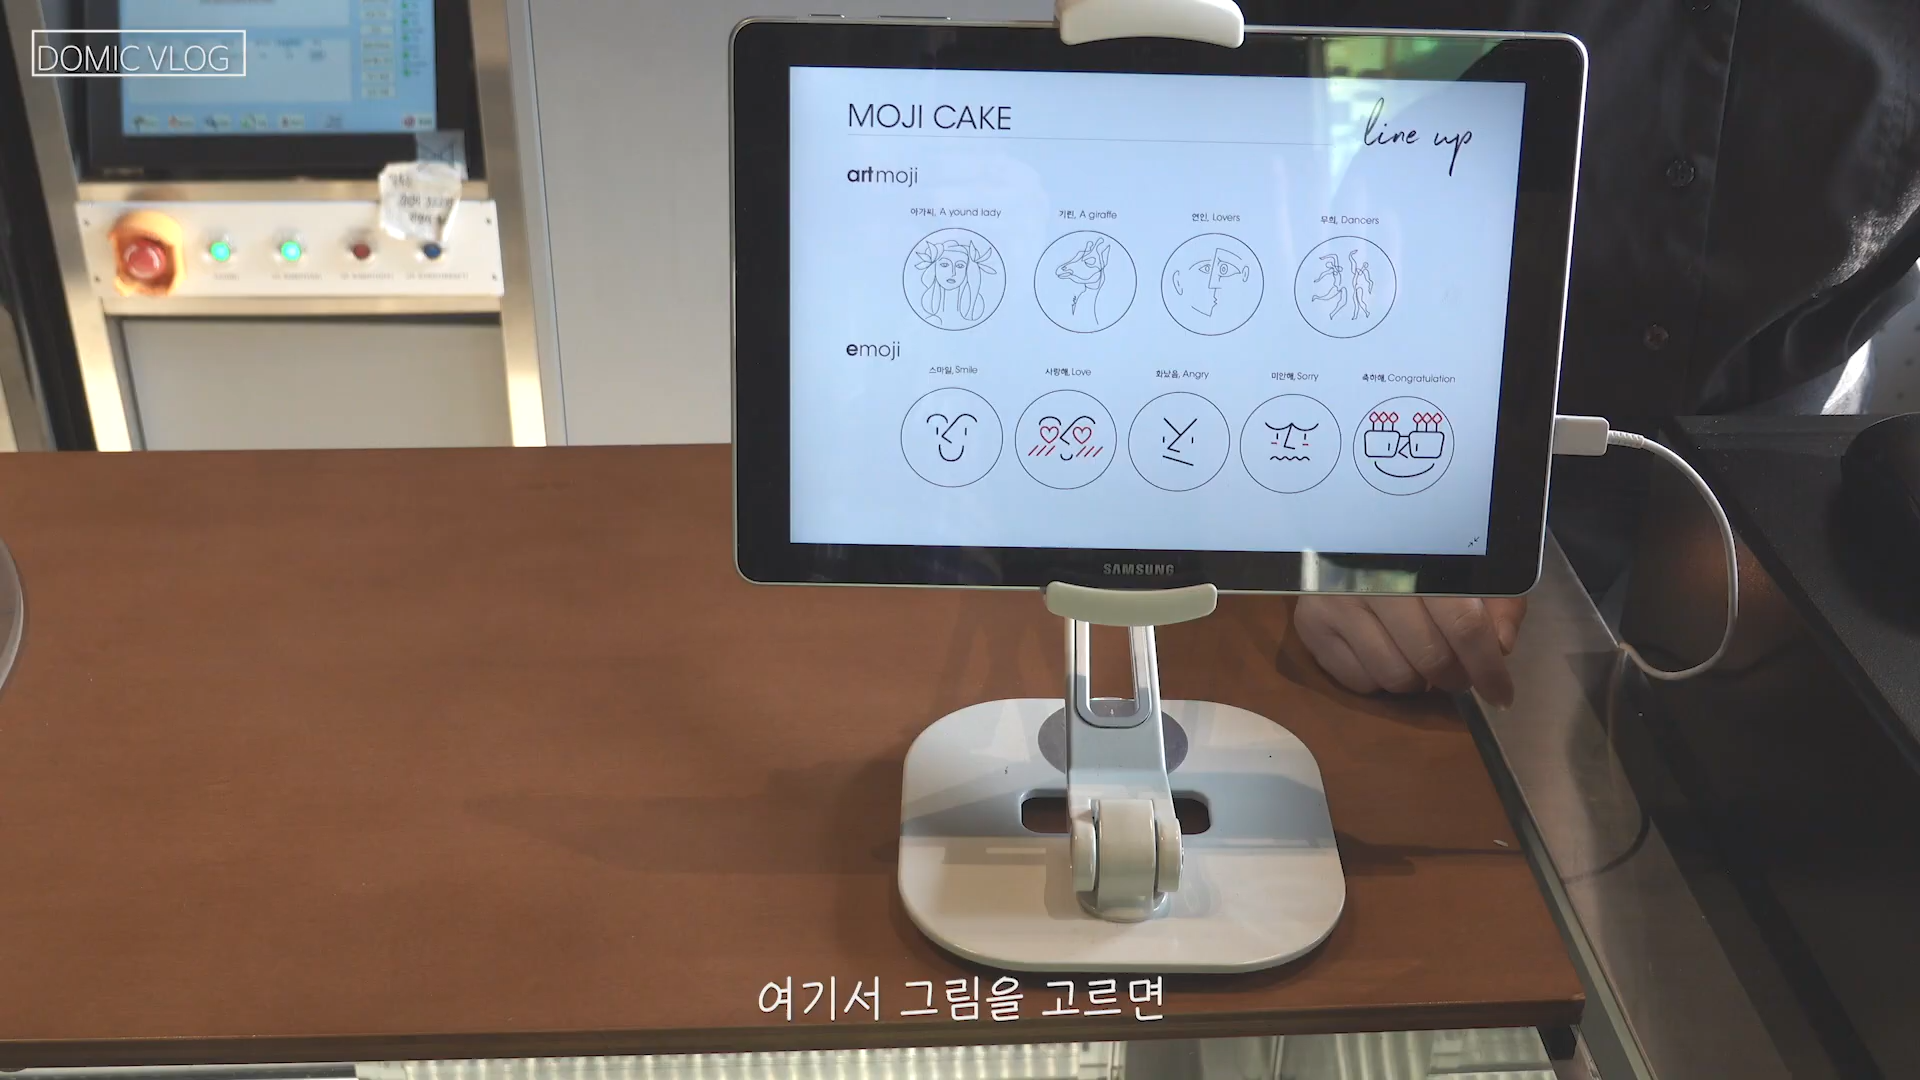 DOMIC VLOG
MOJI CAKE
line up
artmoji
아가씨, A yound lady
기린, A giraffe
연인, Lovers
무희, Dancers
emoji
스마일, Smile
사랑해, Love
화났음, Angry
미안해, Sorry
축하해, Congratulation
SAMSUNG
여기서 그림을 고르면